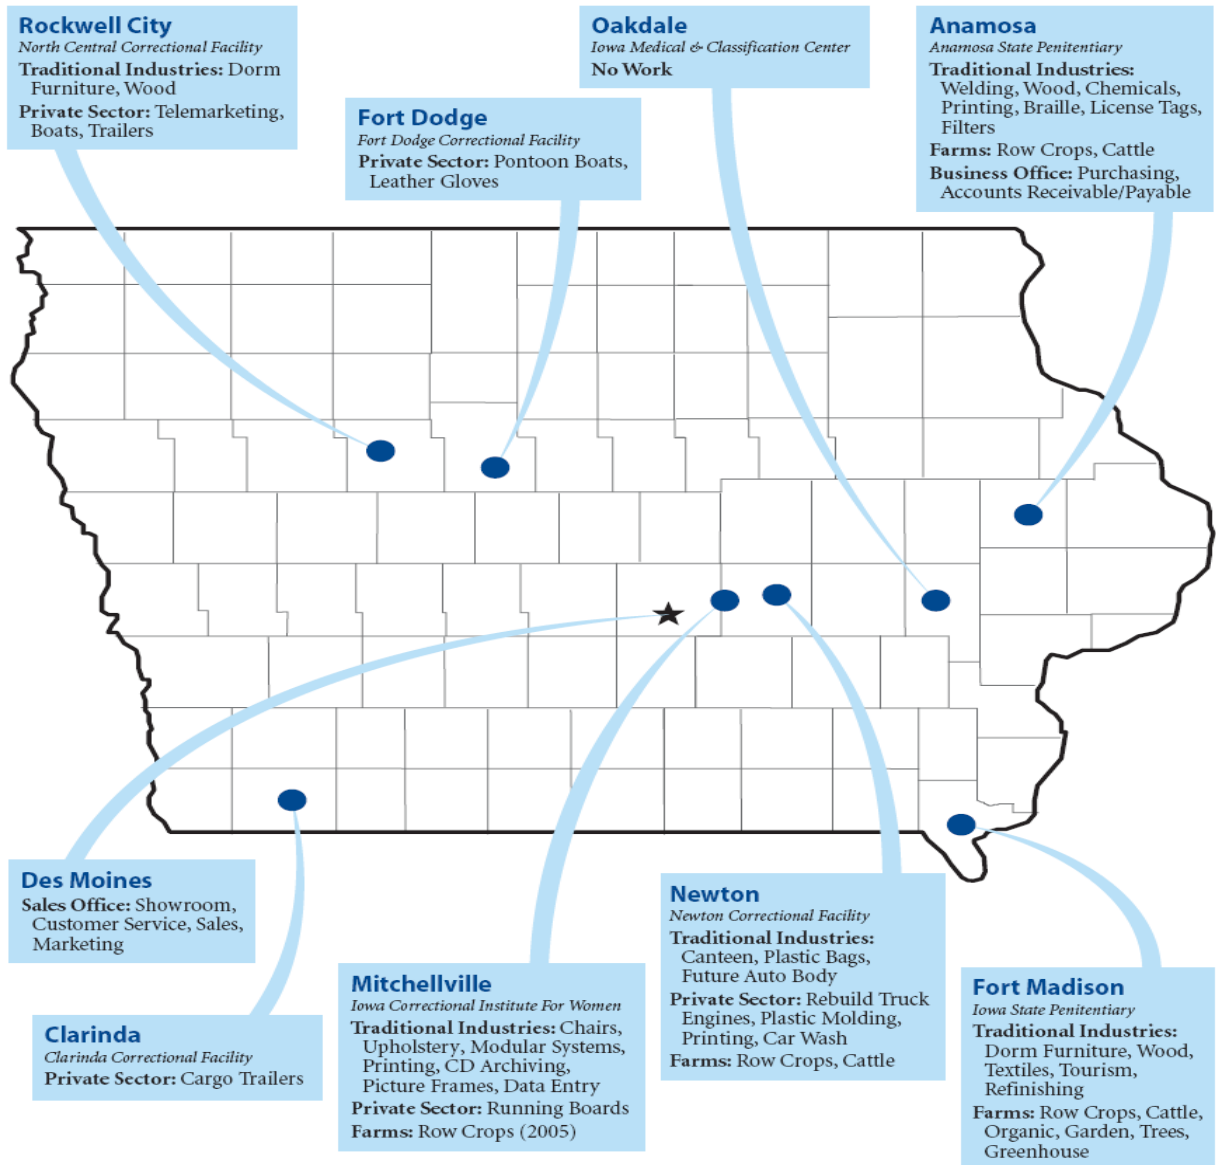 Rockwell City
North Central Correctional Facility
Traditional Industries: Dorm
Furniture, Wood
Private Sector: Telemarketing,
Boats, Trailers
Fort Dodge
Fort Dodge Correctional Facility
Private Sector: Pontoon Boats,
Leather Gloves
Oakdale
Iowa Medical & Classification Center
No Work
Anamosa
Anamosa State Penitentiary
Traditional Industries:
Welding, Wood, Chemicals,
Printing, Braille, License Tags,
Filters
Farms: Row Crops, Cattle
Business Office: Purchasing,
Accounts Receivable/Payable
Des Moines
Sales Office: Showroom,
Customer Service, Sales,
Marketing
Clarinda
Clarinda Correctional Facility
Private Sector: Cargo Trailers
Mitchellville
Iowa Correctional Institute For Women
Traditional Industries: Chairs,
Upholstery, Modular Systems,
Printing, CD Archiving,
Picture Frames, Data Entry
Private Sector: Running Boards
Farms: Row Crops (2005)
Newton
Newton Correctional Facility
Traditional Industries:
Canteen, Plastic Bags,
Future Auto Body
Private Sector: Rebuild Truck
Engines, Plastic Molding,
Printing, Car Wash
Farms: Row Crops, Cattle
Fort Madison
Iowa State Penitentiary
Traditional Industries:
Dorm Furniture, Wood,
Textiles, Tourism,
Refinishing
Farms: Row Crops, Cattle,
Organic, Garden, Trees,
Greenhouse